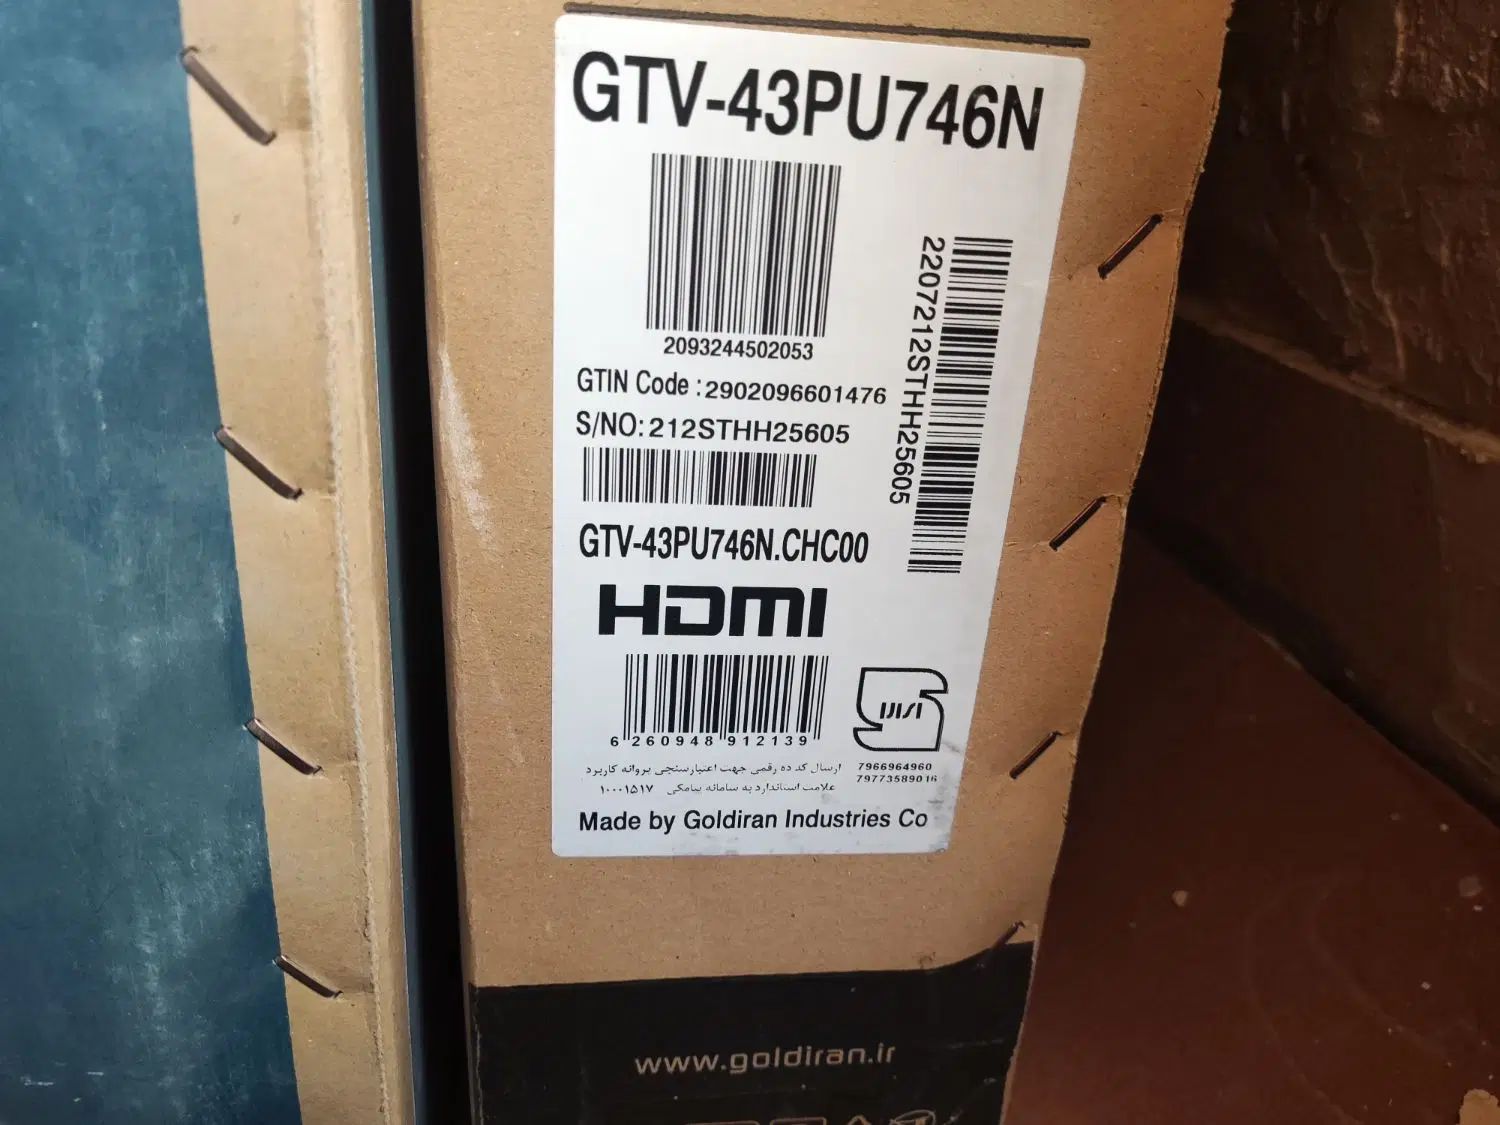 GTV-43PU746N
2093244502053
2207212STHH25605
GTIN Code : 2902096601476
S/NO: 212STHH25605
GTV-43PU746N.CHC00
HDMI
6 260948 912139
7966964960
79773589016
ارسال کد ده رقمی جهت اعتبارسنجی پروانه کاربرد
علامت استاندارد به سامانه پیامکی ۱۰۰۰۱۵۱۷
Made by Goldiran Industries Co
www.goldiran.ir